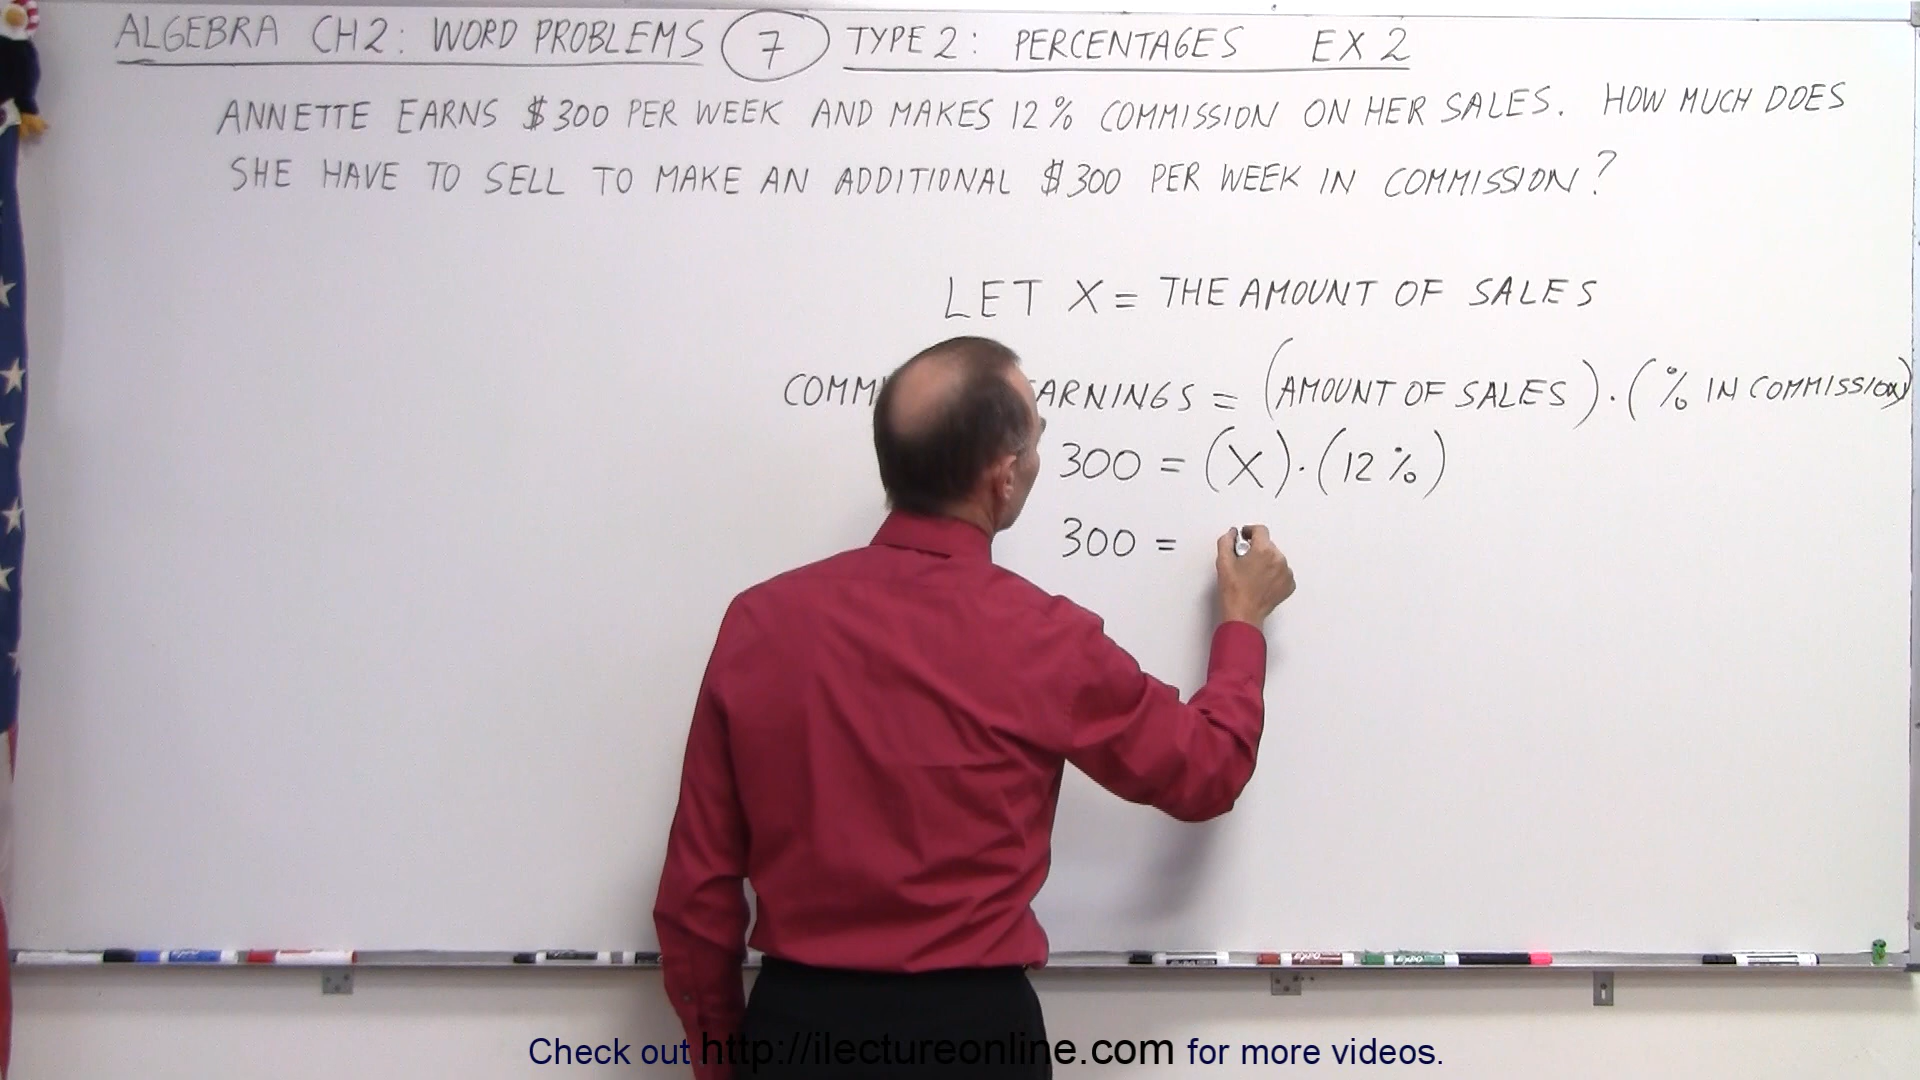 ALGEBRA CH2: WORD PROBLEMS 7 TYPE 2: PERCENTAGES EX 2
ANNETTE EARNS $300 PER WEEK AND MAKES 12% COMMISSION ON HER SALES. HOW MUCH DOES
SHE HAVE TO SELL TO MAKE AN ADDITIONAL $300 PER WEEK IN COMMISSION?
LET X = THE AMOUNT OF SALES
COMM ARNINGS = (AMOUNT OF SALES) · (% IN COMMISSION)
300 = (X) · (12%)
300 =
Check out http://ilectureonline.com for more videos.